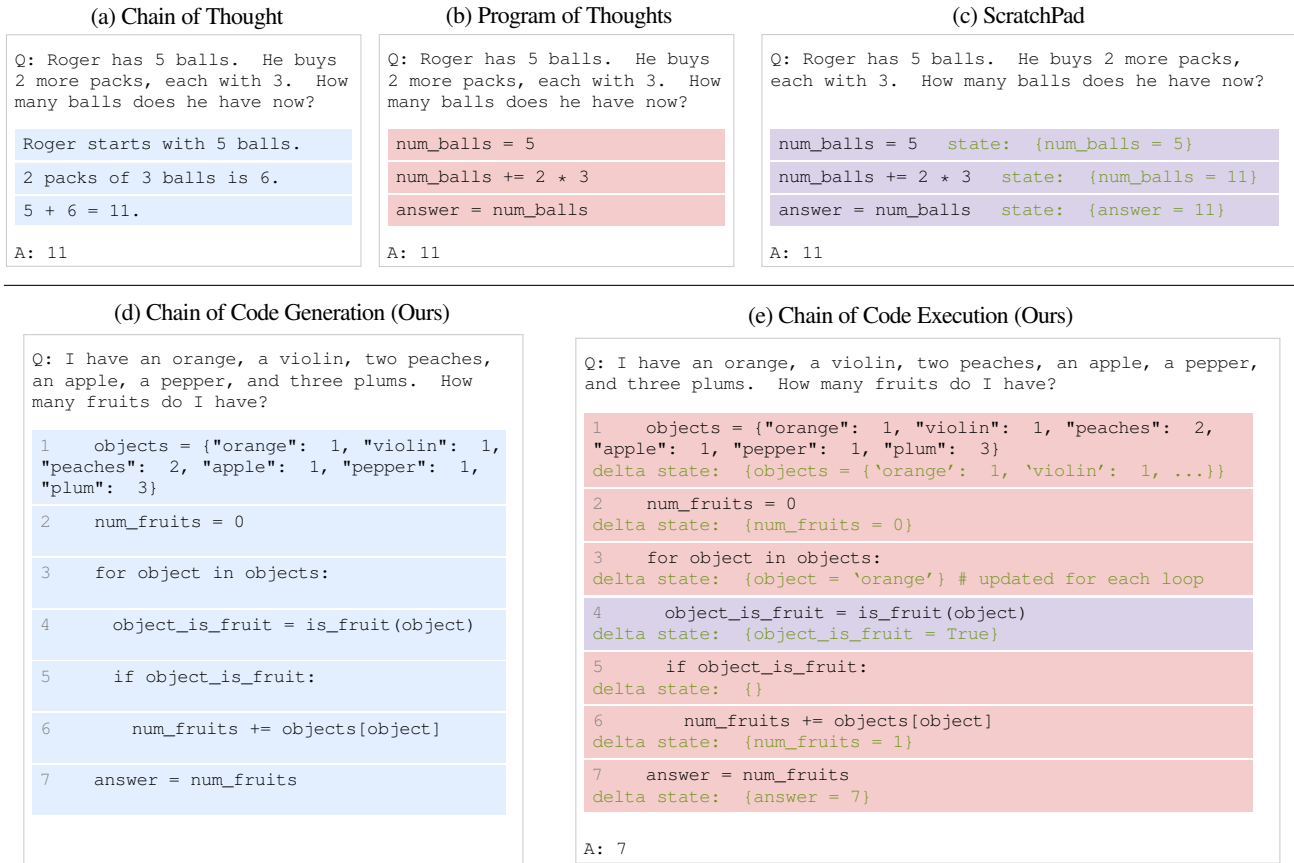 (a) Chain of Thought
Q: Roger has 5 balls. He buys
2 more packs, each with 3. How
many balls does he have now?
Roger starts with 5 balls.
2 packs of 3 balls is 6.
5 + 6 = 11.
A: 11
(b) Program of Thoughts
Q: Roger has 5 balls. He buys
2 more packs, each with 3. How
many balls does he have now?
num_balls = 5
num_balls += 2 * 3
answer = num_balls
A: 11
(c) ScratchPad
Q: Roger has 5 balls. He buys 2 more packs,
each with 3. How many balls does he have now?
num_balls = 5 state: {num_balls = 5}
num_balls += 2 * 3 state: {num_balls = 11}
answer = num_balls state: {answer = 11}
A: 11
(d) Chain of Code Generation (Ours)
Q: I have an orange, a violin, two peaches,
an apple, a pepper, and three plums. How
many fruits do I have?
1 objects = {"orange": 1, "violin": 1,
"peaches": 2, "apple": 1, "pepper": 1,
"plum": 3}
2 num_fruits = 0
3 for object in objects:
4 object_is_fruit = is_fruit(object)
5 if object_is_fruit:
6 num_fruits += objects[object]
7 answer = num_fruits
(e) Chain of Code Execution (Ours)
Q: I have an orange, a violin, two peaches, an apple, a pepper,
and three plums. How many fruits do I have?
1 objects = {"orange": 1, "violin": 1, "peaches": 2,
"apple": 1, "pepper": 1, "plum": 3}
delta state: {objects = {‘orange’: 1, ‘violin’: 1, ...}}
2 num_fruits = 0
delta state: {num_fruits = 0}
3 for object in objects:
delta state: {object = ‘orange’} # updated for each loop
4 object_is_fruit = is_fruit(object)
delta state: {object_is_fruit = True}
5 if object_is_fruit:
delta state: {}
6 num_fruits += objects[object]
delta state: {num_fruits = 1}
7 answer = num_fruits
delta state: {answer = 7}
A: 7